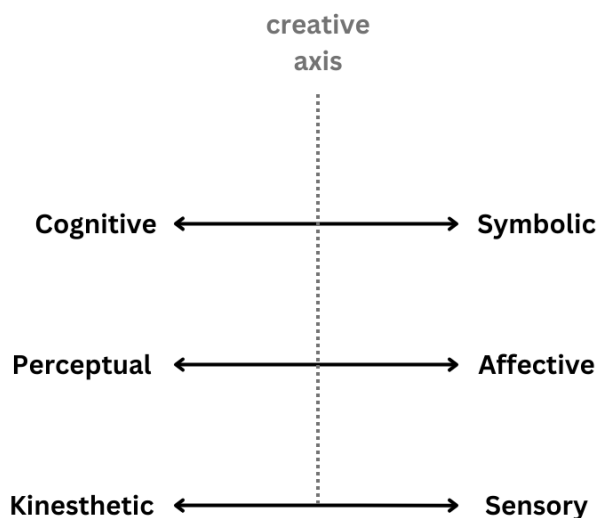 creative
axis
Cognitive Symbolic
Perceptual Affective
Kinesthetic Sensory